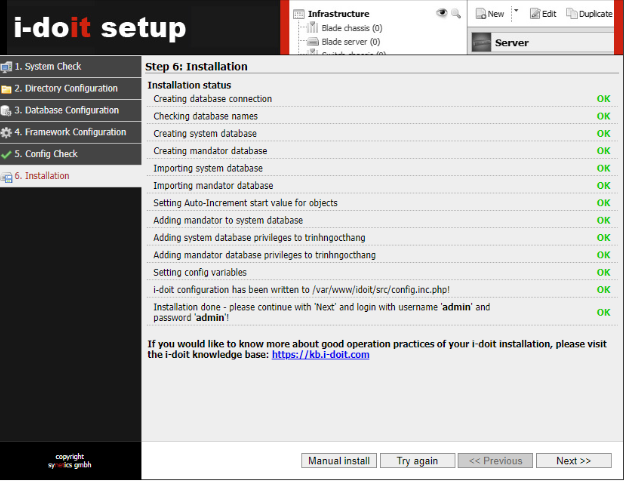 i-doit setup
Infrastructure
Blade chassis (0)
Blade server (0)
Switch chassis (0)
New
Edit
Duplicate
Server
1. System Check
2. Directory Configuration
3. Database Configuration
4. Framework Configuration
5. Config Check
6. Installation
Step 6: Installation
Installation status
Creating database connection OK
Checking database names OK
Creating system database OK
Creating mandator database OK
Importing system database OK
Importing mandator database OK
Setting Auto-Increment start value for objects OK
Adding mandator to system database OK
Adding system database privileges to trinhngocthang OK
Adding mandator database privileges to trinhngocthang OK
Setting config variables OK
i-doit configuration has been written to /var/www/idoit/src/config.inc.php! OK
Installation done - please continue with 'Next' and login with username 'admin' and
password 'admin'! OK
If you would like to know more about good operation practices of your i-doit installation, please visit
the i-doit knowledge base: https://kb.i-doit.com
copyright
synetics gmbh
Manual install
Try again
<< Previous
Next >>